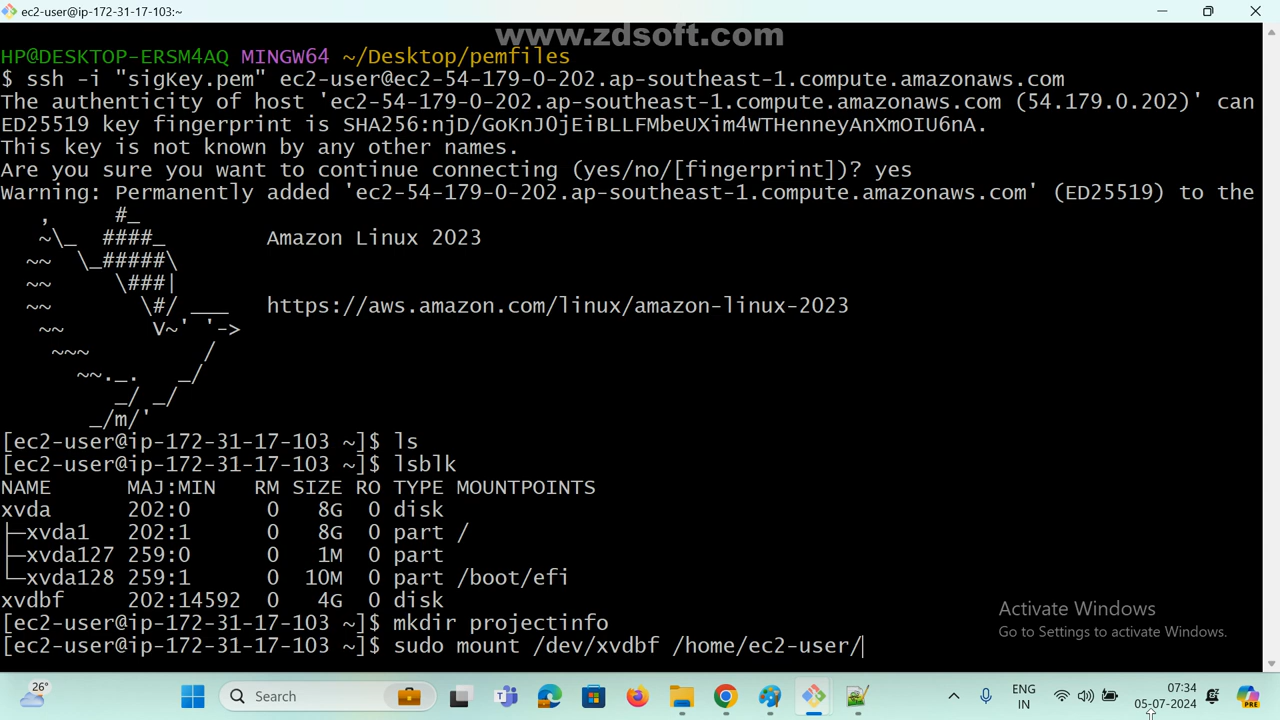 ec2-user@ip-172-31-17-103:~
www.zdsoft.com
HP@DESKTOP-ERSM4AQ MINGW64 ~/Desktop/pemfiles
$ ssh -i "sigKey.pem" ec2-user@ec2-54-179-0-202.ap-southeast-1.compute.amazonaws.com
The authenticity of host 'ec2-54-179-0-202.ap-southeast-1.compute.amazonaws.com (54.179.0.202)' can
ED25519 key fingerprint is SHA256:njD/GoKnJ0jEiBLLFMbeUXim4WTHenneyAnXmOIU6nA.
This key is not known by any other names.
Are you sure you want to continue connecting (yes/no/[fingerprint])? yes
Warning: Permanently added 'ec2-54-179-0-202.ap-southeast-1.compute.amazonaws.com' (ED25519) to the
   ,     #_
   ~\_  ####_        Amazon Linux 2023
  ~~  \_#####\
  ~~     \###|
  ~~       \#/ ___   https://aws.amazon.com/linux/amazon-linux-2023
   ~~       V~' '->
    ~~~         /
      ~~._.   _/
         _/ _/
       _/m/'
[ec2-user@ip-172-31-17-103 ~]$ ls
[ec2-user@ip-172-31-17-103 ~]$ lsblk
NAME      MAJ:MIN   RM SIZE RO TYPE MOUNTPOINTS
xvda      202:0      0   8G  0 disk
├─xvda1   202:1      0   8G  0 part /
├─xvda127 259:0      0   1M  0 part
└─xvda128 259:1      0  10M  0 part /boot/efi
xvdbf     202:14592  0   4G  0 disk
[ec2-user@ip-172-31-17-103 ~]$ mkdir projectinfo
[ec2-user@ip-172-31-17-103 ~]$ sudo mount /dev/xvdbf /home/ec2-user/
Activate Windows
Go to Settings to activate Windows.
26°
Search
ENG
IN
07:34
05-07-2024
PRE